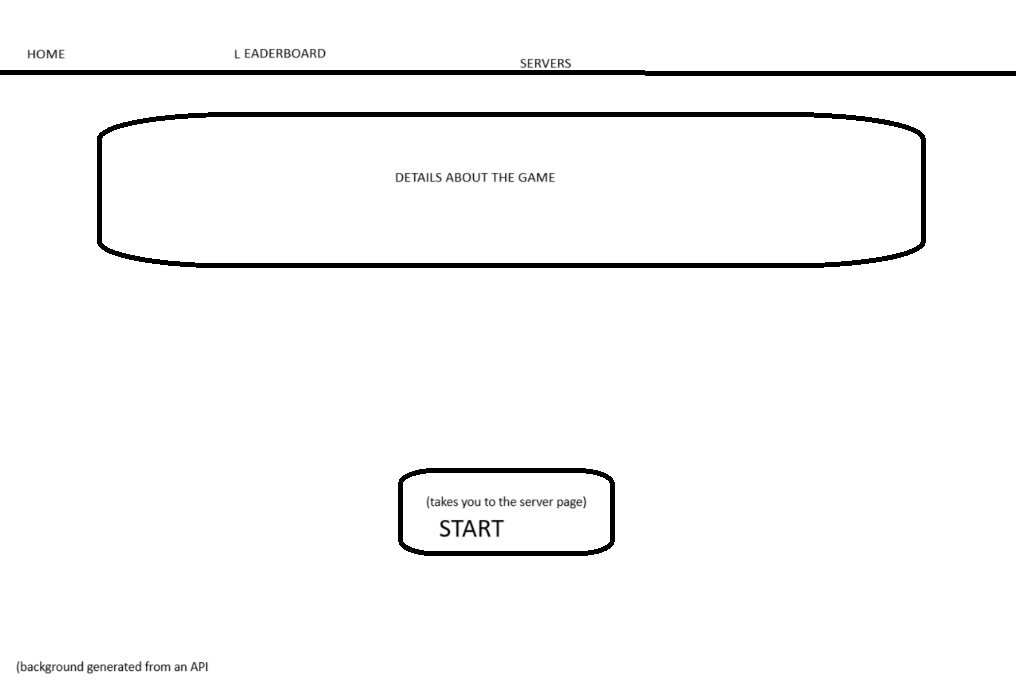 HOME
L EADERBOARD
SERVERS
DETAILS ABOUT THE GAME
(takes you to the server page)
START
(background generated from an API